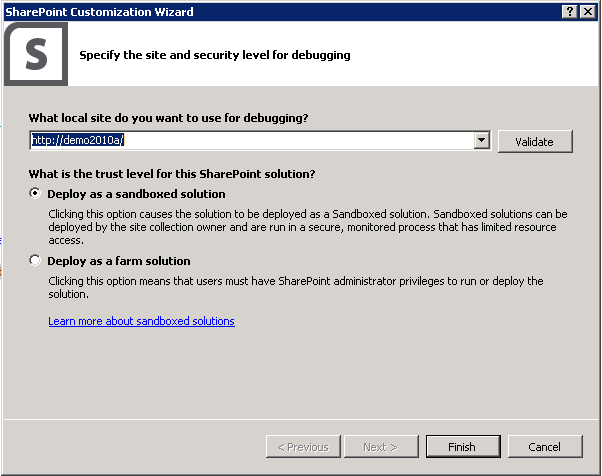 SharePoint Customization Wizard
S
Specify the site and security level for debugging
What local site do you want to use for debugging?
http://demo2010a/
Validate
What is the trust level for this SharePoint solution?
Deploy as a sandboxed solution
Clicking this option causes the solution to be deployed as a Sandboxed solution. Sandboxed solutions can be
deployed by the site collection owner and are run in a secure, monitored process that has limited resource
access.
Deploy as a farm solution
Clicking this option means that users must have SharePoint administrator privileges to run or deploy the
solution.
Learn more about sandboxed solutions
< Previous
Next >
Finish
Cancel